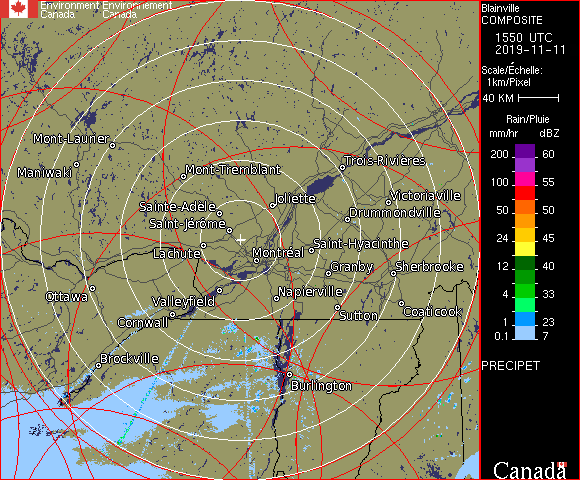 Environment Environnement
Canada Canada
Blainville
COMPOSITE
1550 UTC
2019-11-11
Scale/Échelle:
1km/Pixel
40 KM
Rain/Pluie
mm/hr dBZ
200 60
150 57
100 55
50 50
24 45
12 40
4 33
1 23
0.1 7
PRECIPET
Canada
Mont-Laurier
Maniwaki
Mont-Tremblant
Trois-Rivières
Joliette
Victoriaville
Sainte-Adèle
Drummondville
Saint-Jérôme
Saint-Hyacinthe
Lachute
Montréal
Granby
Sherbrooke
Ottawa
Valleyfield
Napierville
Cornwall
Sutton
Coaticook
Brockville
Burlington